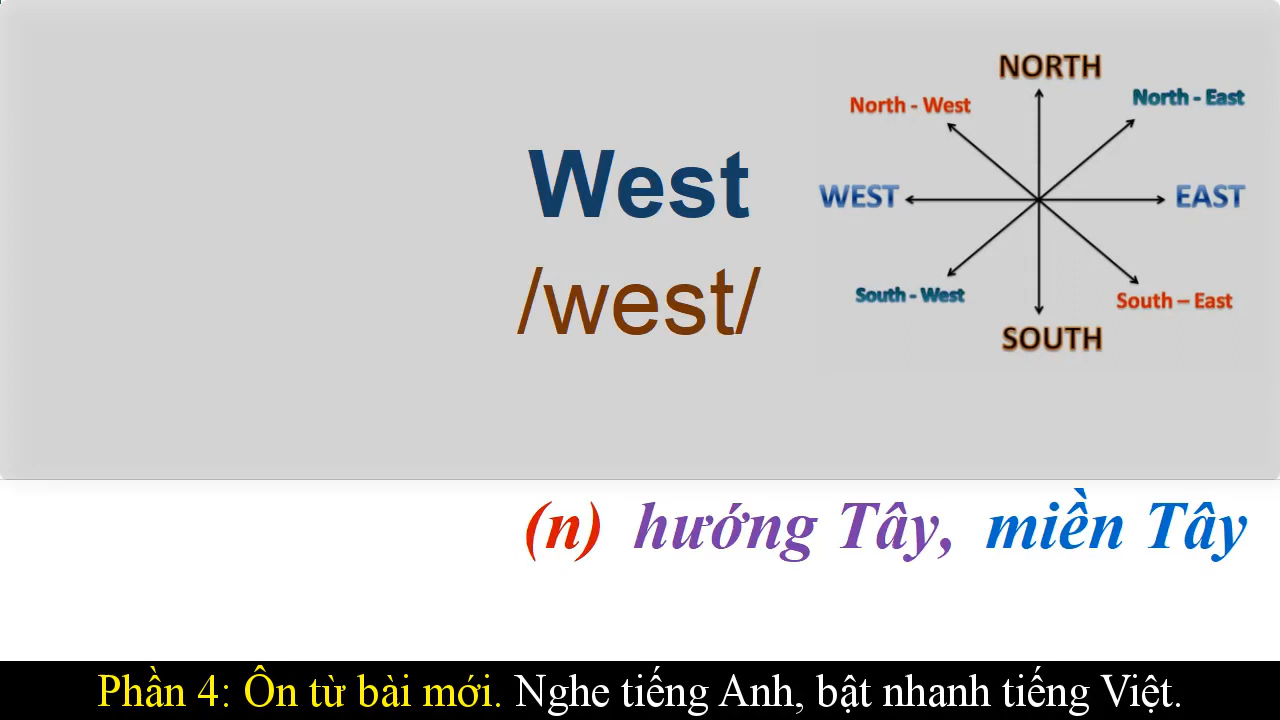 NORTH
North - West
North - East
West
WEST
EAST
/west/
South - West
South – East
SOUTH
(n) hướng Tây, miền Tây
Phần 4: Ôn từ bài mới. Nghe tiếng Anh, bật nhanh tiếng Việt.